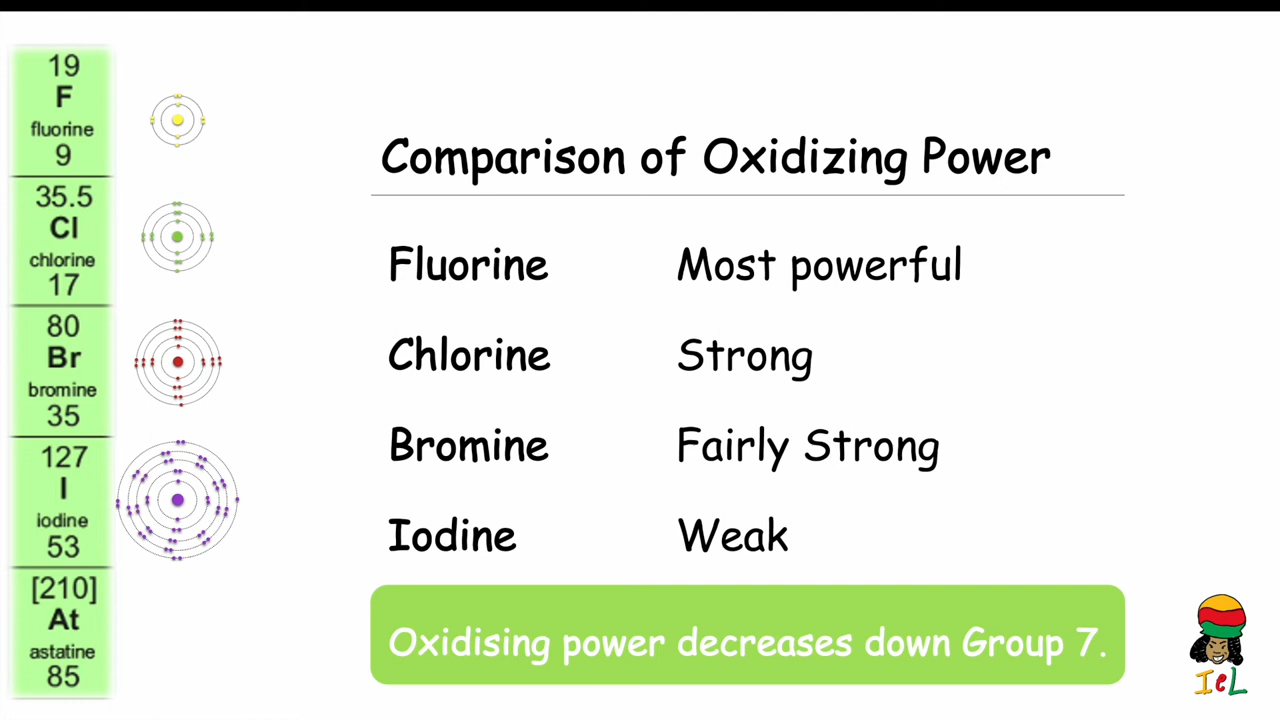 19
F
fluorine
9
35.5
Cl
chlorine
17
80
Br
bromine
35
127
I
iodine
53
[210]
At
astatine
85
Comparison of Oxidizing Power
Fluorine Most powerful
Chlorine Strong
Bromine Fairly Strong
Iodine Weak
Oxidising power decreases down Group 7.
IeL